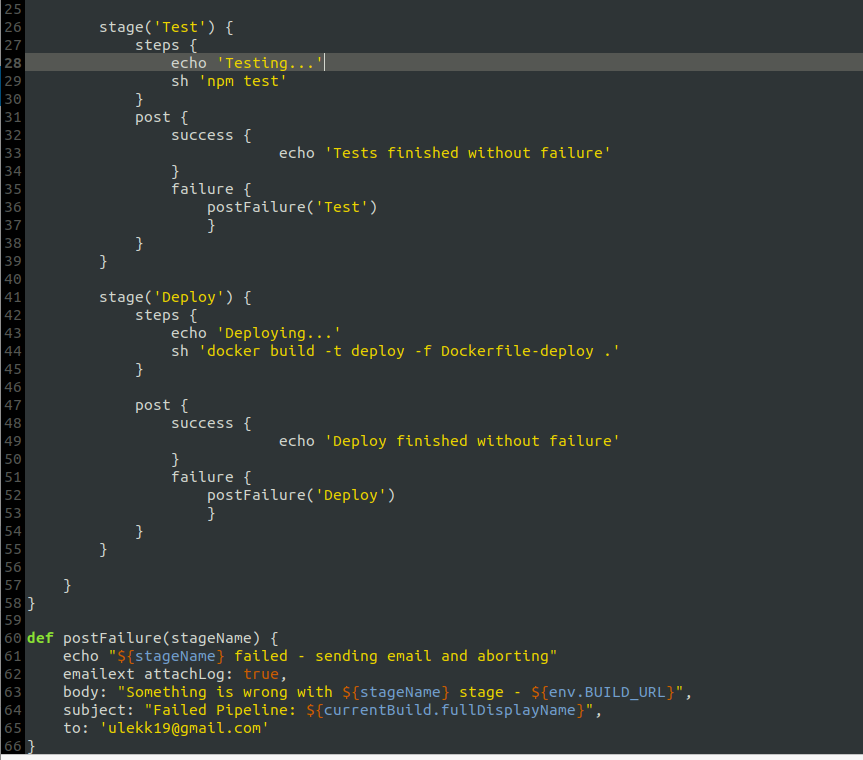 25
26 stage('Test') {
27 steps {
28 echo 'Testing...'
29 sh 'npm test'
30 }
31 post {
32 success {
33 echo 'Tests finished without failure'
34 }
35 failure {
36 postFailure('Test')
37 }
38 }
39 }
40
41 stage('Deploy') {
42 steps {
43 echo 'Deploying...'
44 sh 'docker build -t deploy -f Dockerfile-deploy .'
45 }
46
47 post {
48 success {
49 echo 'Deploy finished without failure'
50 }
51 failure {
52 postFailure('Deploy')
53 }
54 }
55 }
56
57 }
58 }
59
60 def postFailure(stageName) {
61 echo "${stageName} failed - sending email and aborting"
62 emailext attachLog: true,
63 body: "Something is wrong with ${stageName} stage - ${env.BUILD_URL}",
64 subject: "Failed Pipeline: ${currentBuild.fullDisplayName}",
65 to: 'ulekk19@gmail.com'
66 }